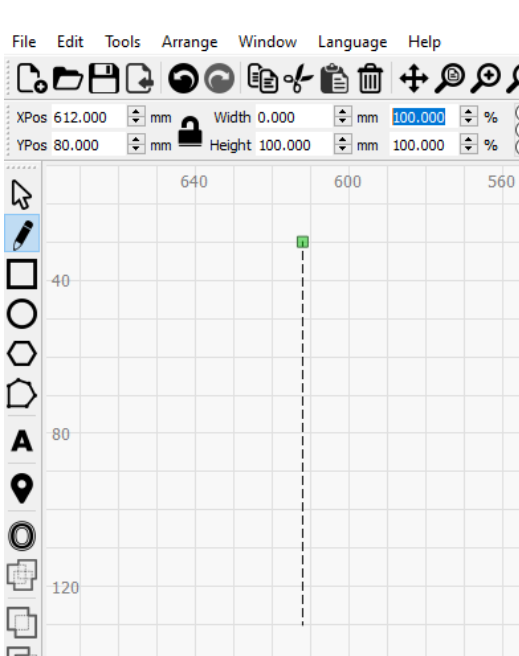 File Edit Tools Arrange Window Language Help
XPos 612.000 mm Width 0.000 mm 100.000 %
YPos 80.000 mm Height 100.000 mm 100.000 %
640 600 560
40
80
120